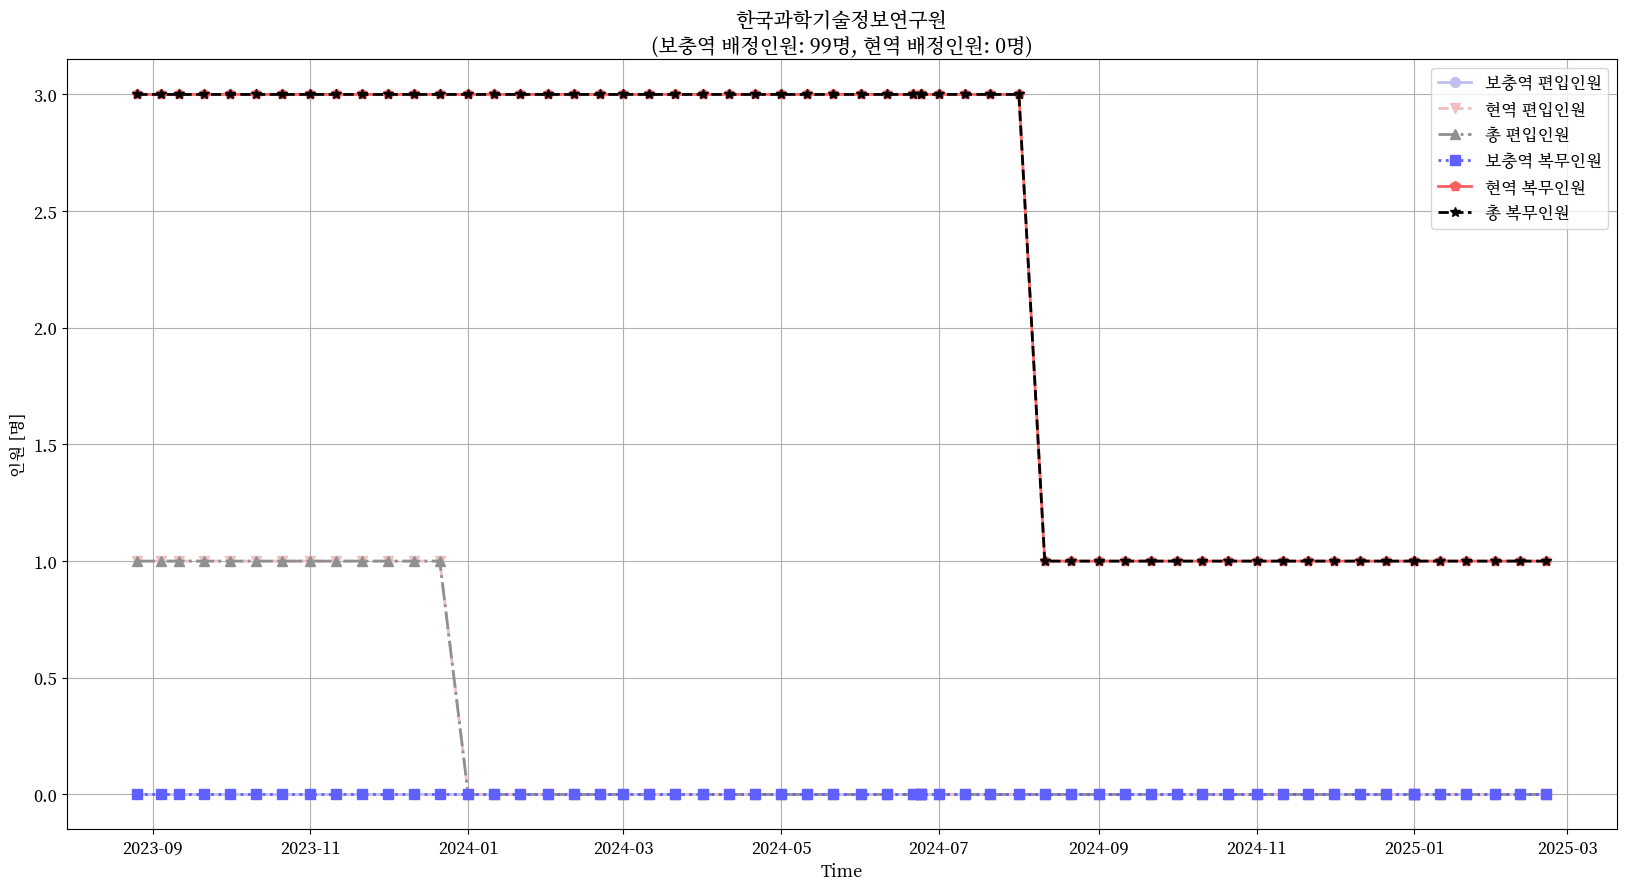 한국과학기술정보연구원
(보충역 배정인원: 99명, 현역 배정인원: 0명)
인원 [명]
3.0
2.5
2.0
1.5
1.0
0.5
0.0
보충역 편입인원
현역 편입인원
총 편입인원
보충역 복무인원
현역 복무인원
총 복무인원
2023-09 2023-11 2024-01 2024-03 2024-05 2024-07 2024-09 2024-11 2025-01 2025-03
Time